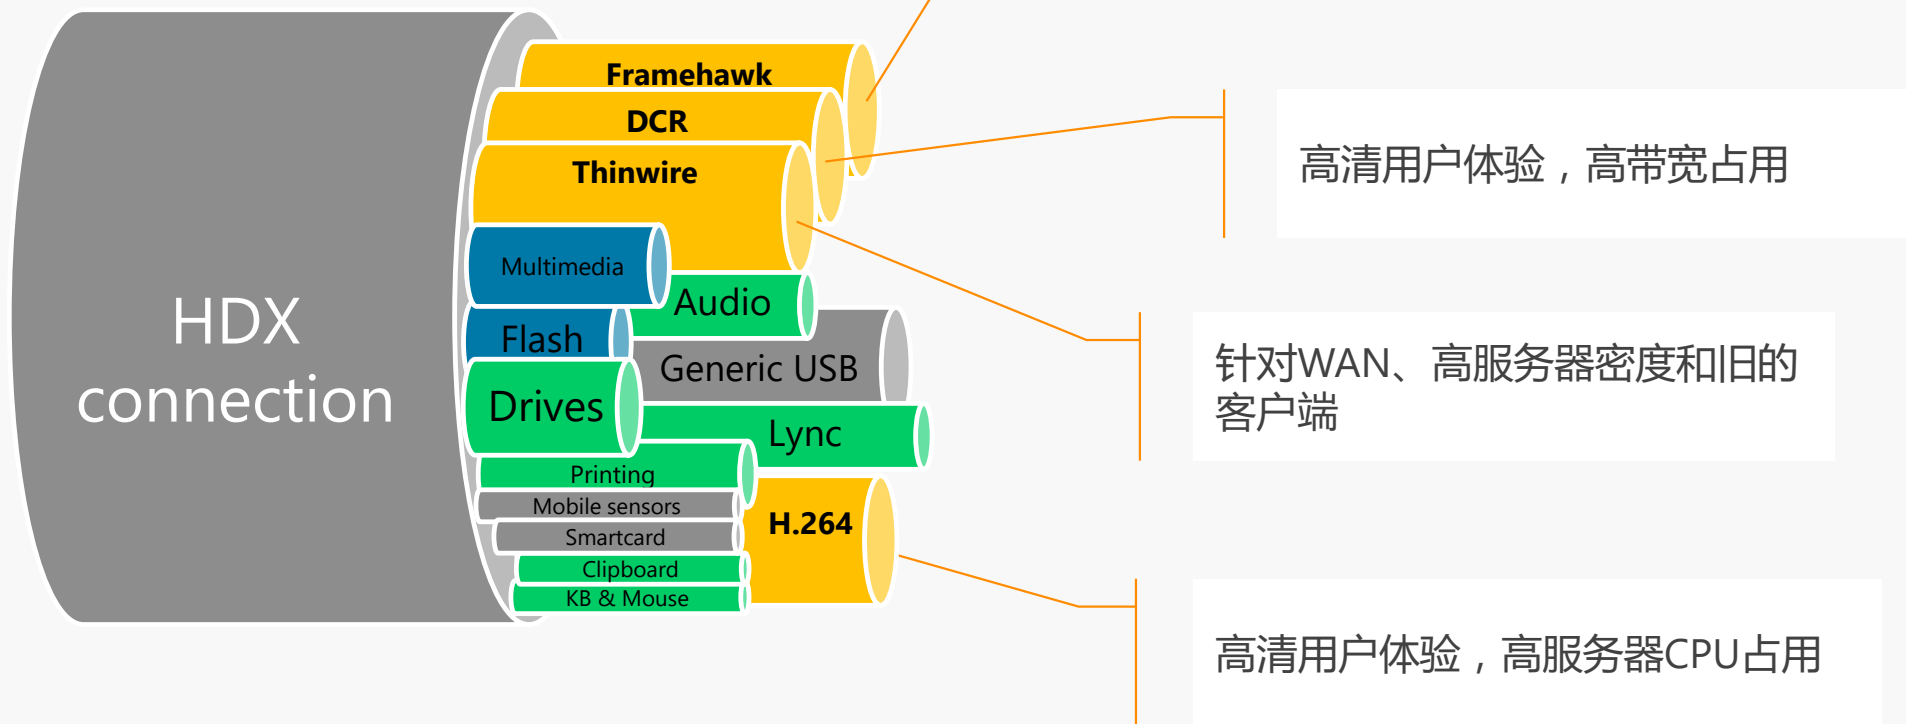 HDX
connection
Framehawk
DCR
Thinwire
Multimedia
Audio
Flash
Generic USB
Drives
Lync
Printing
Mobile sensors
H.264
Smartcard
Clipboard
KB & Mouse
高清用户体验，高带宽占用
针对WAN、高服务器密度和旧的
客户端
高清用户体验，高服务器CPU占用